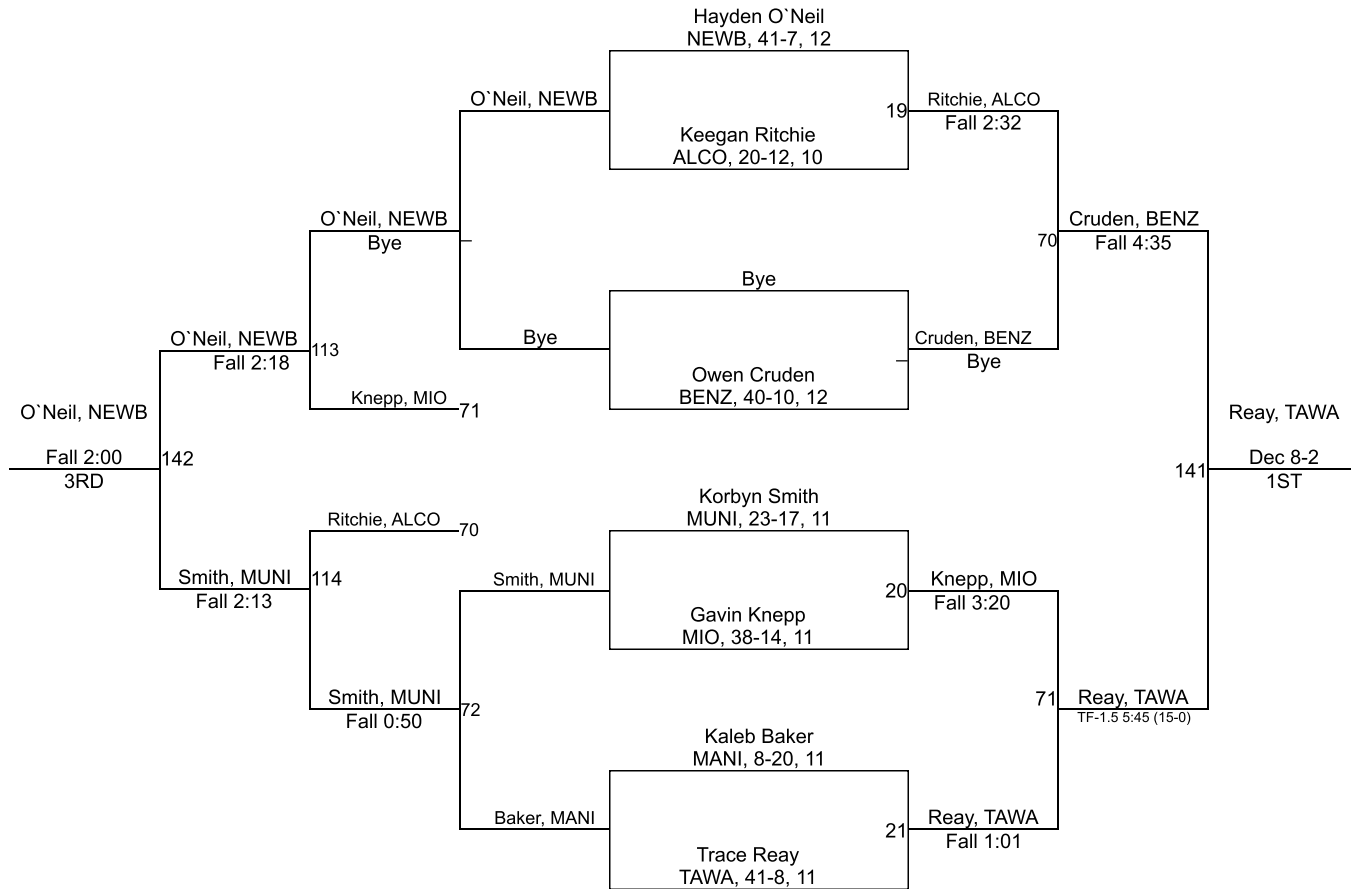 Hayden O`Neil
NEWB, 41-7, 12
O`Neil, NEWB
19
Ritchie, ALCO
Fall 2:32
Keegan Ritchie
ALCO, 20-12, 10
O`Neil, NEWB
Bye
–
70
Cruden, BENZ
Fall 4:35
Bye
Bye
Cruden, BENZ
Bye
–
Owen Cruden
BENZ, 40-10, 12
O`Neil, NEWB
Fall 2:18
113
Knepp, MIO
71
O`Neil, NEWB
Fall 2:00
3RD
142
Reay, TAWA
Dec 8-2
1ST
141
Korbyn Smith
MUNI, 23-17, 11
Ritchie, ALCO
70
Smith, MUNI
Fall 2:13
114
Smith, MUNI
20
Knepp, MIO
Fall 3:20
Gavin Knepp
MIO, 38-14, 11
Smith, MUNI
Fall 0:50
72
71
Reay, TAWA
TF-1.5 5:45 (15-0)
Kaleb Baker
MANI, 8-20, 11
Baker, MANI
21
Reay, TAWA
Fall 1:01
Trace Reay
TAWA, 41-8, 11